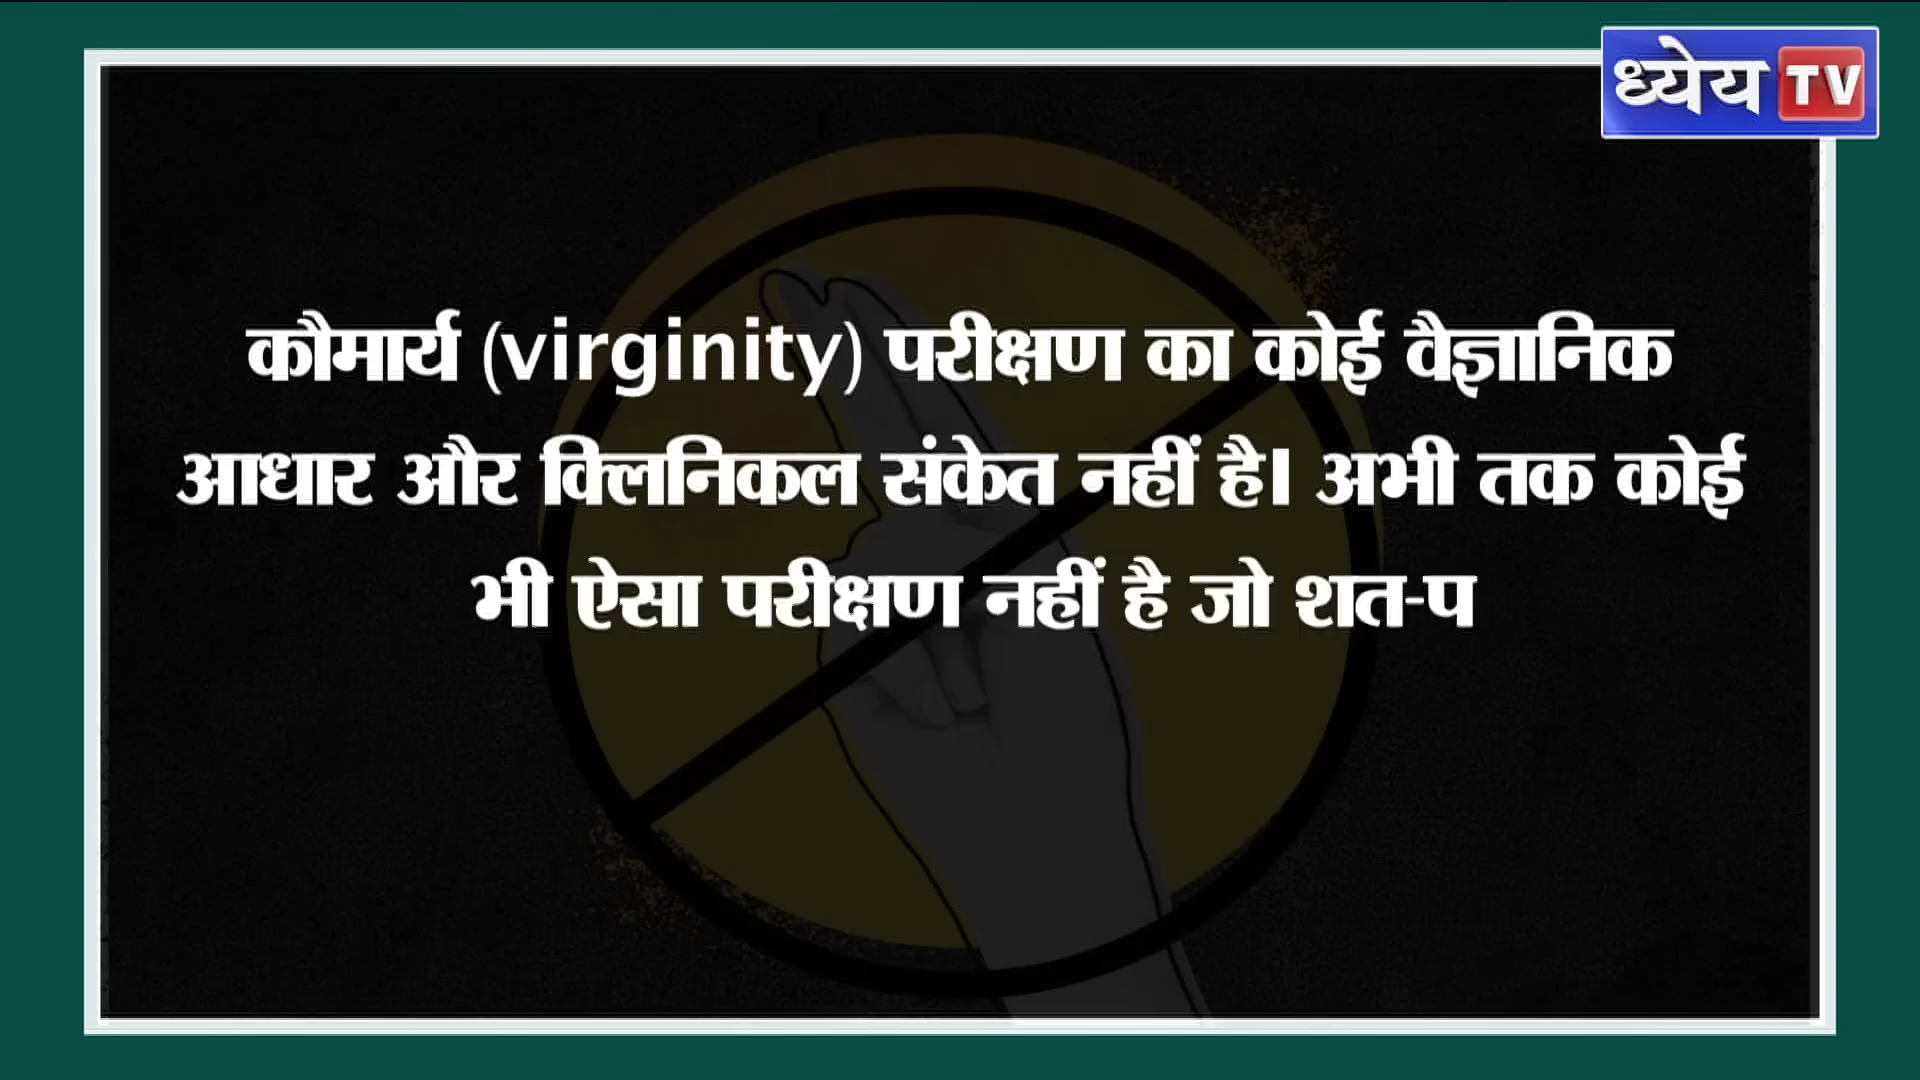 ध्येय TV
कौमार्य (virginity) परीक्षण का कोई वैज्ञानिक
आधार और क्लिनिकल संकेत नहीं है। अभी तक कोई
भी ऐसा परीक्षण नहीं है जो शत-प